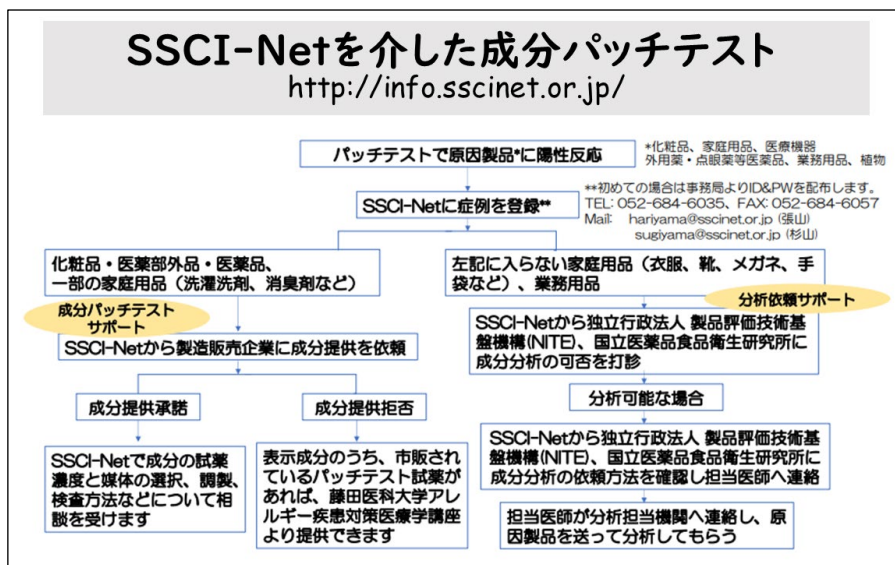 SSCI-Netを介した成分パッチテスト
http://info.sscinet.or.jp/
パッチテストで原因製品*に陽性反応
*化粧品、家庭用品、医療機器
外用薬・点眼薬等医薬品、業務用品、植物
SSCI-Netに症例を登録**
**初めての場合は事務局よりID&PWを配布します。
TEL: 052-684-6035、FAX: 052-684-6057
Mail: hariyama@sscinet.or.jp (張山)
sugiyama@sscinet.or.jp (杉山)
化粧品・医薬部外品・医薬品、
一部の家庭用品（洗濯洗剤、消臭剤など）
成分パッチテスト
サポート
SSCI-Netから製造販売企業に成分提供を依頼
成分提供承諾
SSCI-Netで成分の試薬
濃度と媒体の選択、調製、
検査方法などについて相
談を受けます
成分提供拒否
表示成分のうち、市販され
ているパッチテスト試薬が
あれば、藤田医科大学アレ
ルギー疾患対策医療学講座
より提供できます
左記に入らない家庭用品（衣服、靴、メガネ、手
袋など）、業務用品
分析依頼サポート
SSCI-Netから独立行政法人 製品評価技術基
盤機構(NITE)、国立医薬品食品衛生研究所に
成分分析の可否を打診
分析可能な場合
SSCI-Netから独立行政法人 製品評価技術基
盤機構(NITE)、国立医薬品食品衛生研究所に
成分分析の依頼方法を確認し担当医師へ連絡
担当医師が分析担当機関へ連絡し、原
因製品を送って分析してもらう